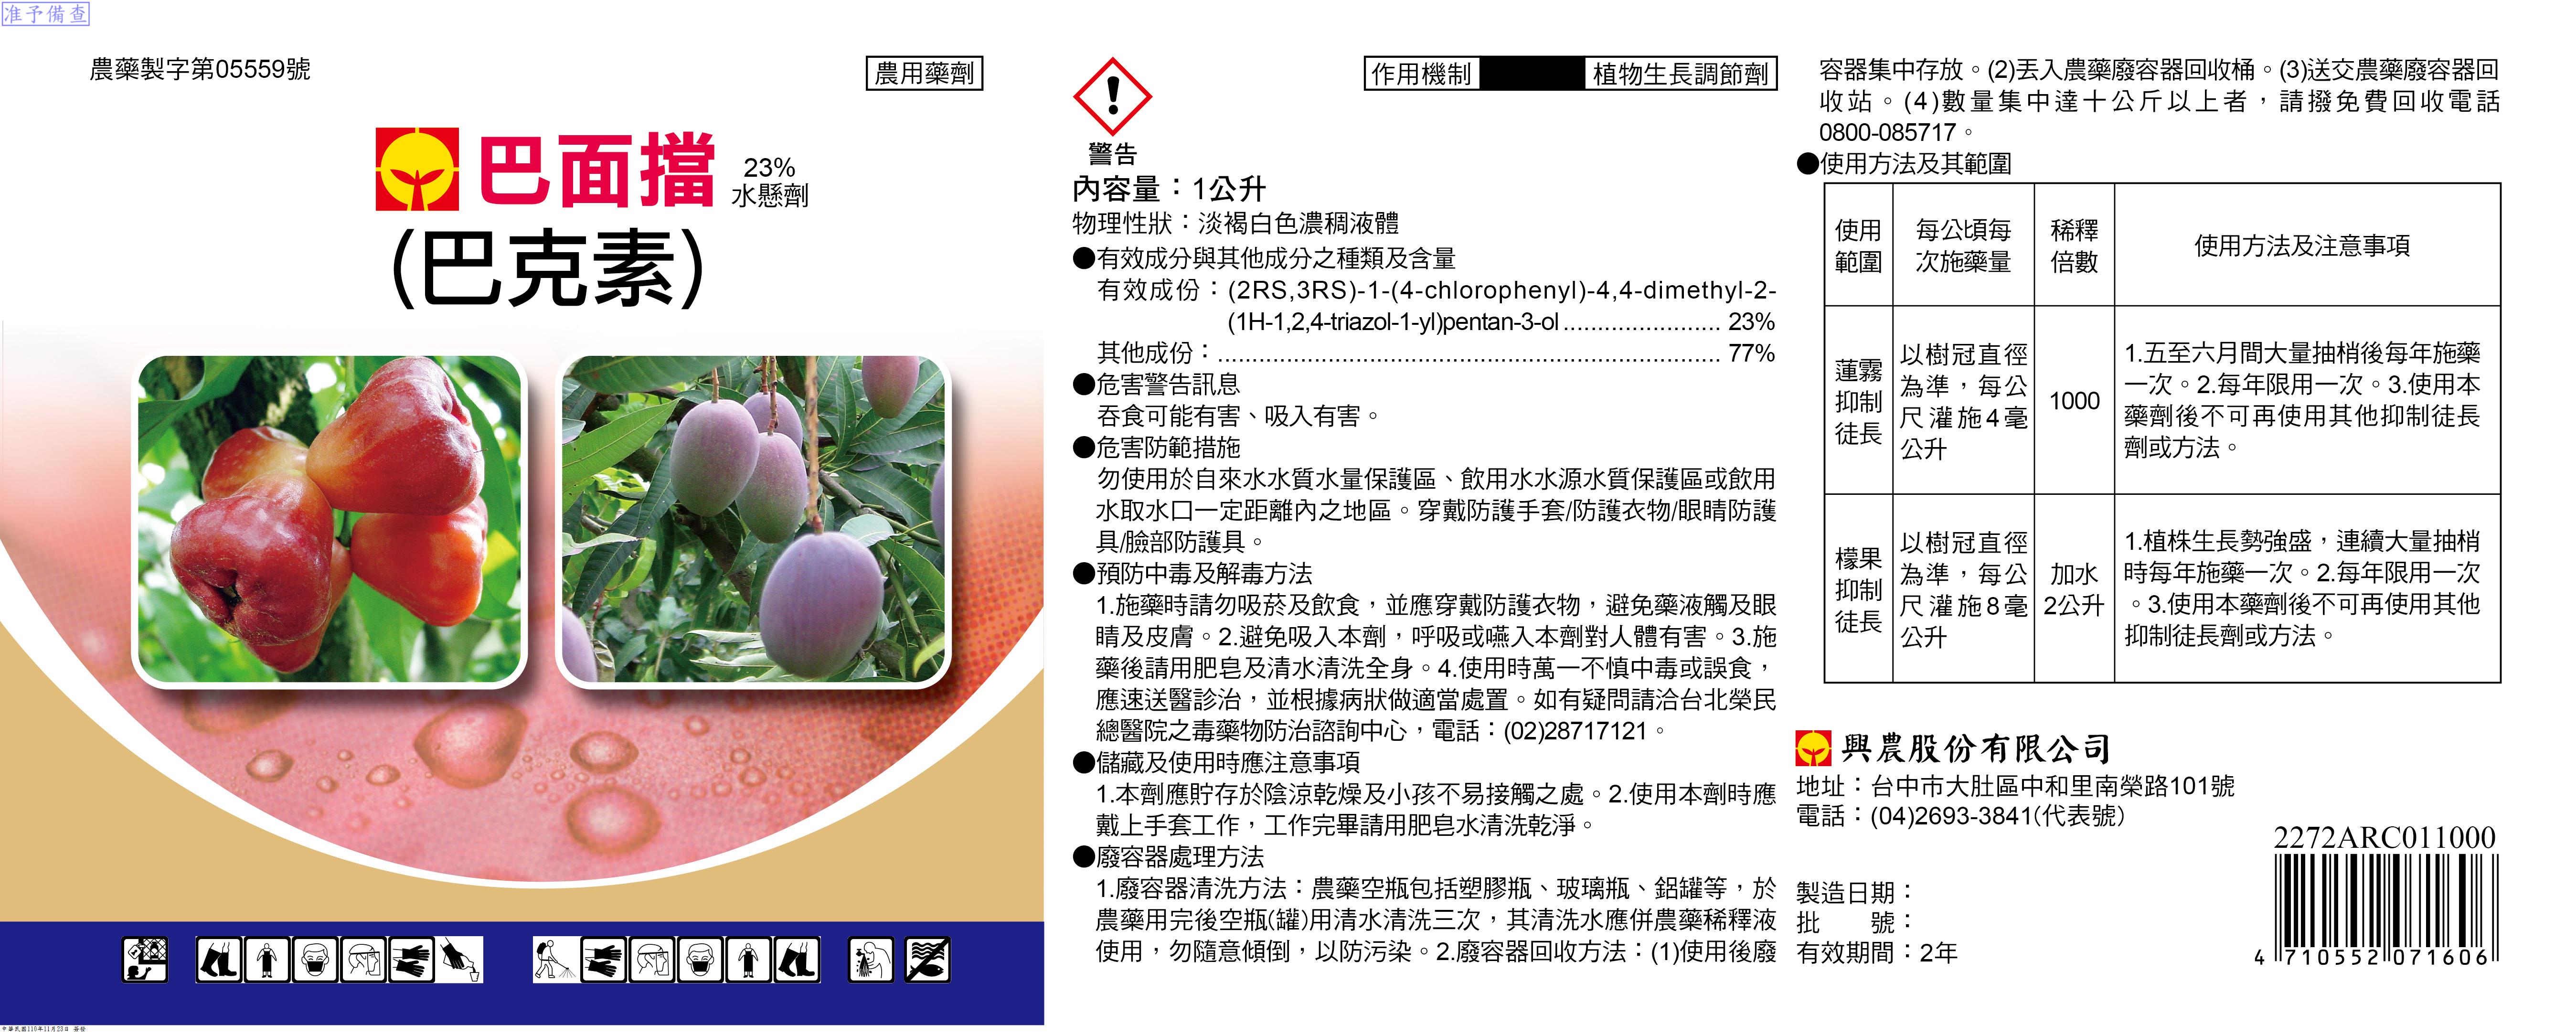 准予備查
農藥製字第05559號
農用藥劑
巴面擋
23%
水懸劑
(巴克素)
中華民國110年11月23日 簽發
作用機制
植物生長調節劑
警告
內容量：1公升
物理性狀：淡褐白色濃稠液體
●有效成分與其他成分之種類及含量
有效成份：(2RS,3RS)-1-(4-chlorophenyl)-4,4-dimethyl-2-
(1H-1,2,4-triazol-1-yl)pentan-3-ol ....................... 23%
其他成份：......................................................................... 77%
●危害警告訊息
吞食可能有害、吸入有害。
●危害防範措施
勿使用於自來水水質水量保護區、飲用水水源水質保護區或飲用
水取水口一定距離內之地區。穿戴防護手套/防護衣物/眼睛防護
具/臉部防護具。
●預防中毒及解毒方法
1.施藥時請勿吸菸及飲食，並應穿戴防護衣物，避免藥液觸及眼
睛及皮膚。2.避免吸入本劑，呼吸或嚥入本劑對人體有害。3.施
藥後請用肥皂及清水清洗全身。4.使用時萬一不慎中毒或誤食，
應速送醫診治，並根據病狀做適當處置。如有疑問請洽台北榮民
總醫院之毒藥物防治諮詢中心，電話：(02)28717121。
●儲藏及使用時應注意事項
1.本劑應貯存於陰涼乾燥及小孩不易接觸之處。2.使用本劑時應
戴上手套工作，工作完畢請用肥皂水清洗乾淨。
●廢容器處理方法
1.廢容器清洗方法：農藥空瓶包括塑膠瓶、玻璃瓶、鋁罐等，於
農藥用完後空瓶(罐)用清水清洗三次，其清洗水應併農藥稀釋液
使用，勿隨意傾倒，以防污染。2.廢容器回收方法：(1)使用後廢
容器集中存放。(2)丟入農藥廢容器回收桶。(3)送交農藥廢容器回
收站。(4)數量集中達十公斤以上者，請撥免費回收電話
0800-085717。
●使用方法及其範圍
使用
範圍
每公頃每
次施藥量
稀釋
倍數
使用方法及注意事項
蓮霧
抑制
徒長
以樹冠直徑
為準，每公
尺灌施4毫
公升
1000
1.五至六月間大量抽梢後每年施藥
一次。2.每年限用一次。3.使用本
藥劑後不可再使用其他抑制徒長
劑或方法。
檬果
抑制
徒長
以樹冠直徑
為準，每公
尺灌施8毫
公升
加水
2公升
1.植株生長勢強盛，連續大量抽梢
時每年施藥一次。2.每年限用一次
。3.使用本藥劑後不可再使用其他
抑制徒長劑或方法。
興農股份有限公司
地址：台中市大肚區中和里南榮路101號
電話：(04)2693-3841(代表號)
2272ARC011000
製造日期：
批　　號：
有效期間：2年
4 710552 071606